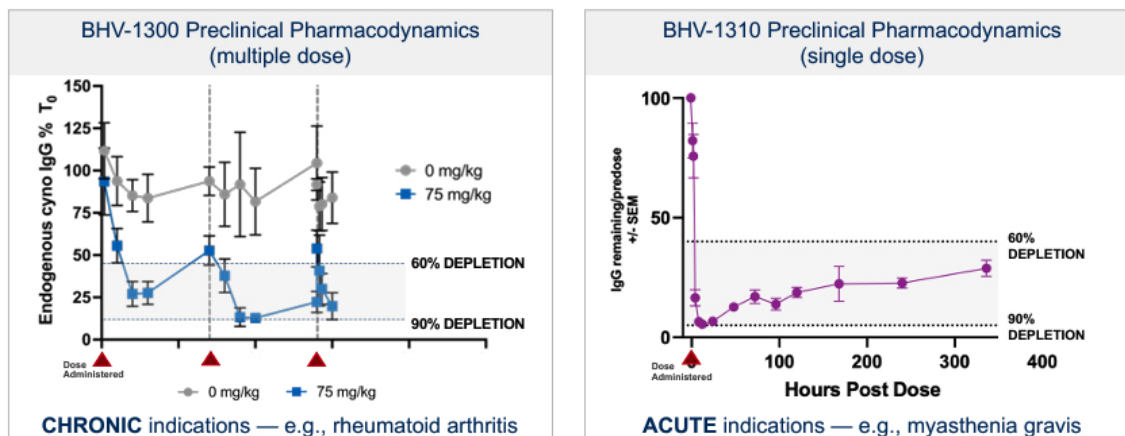 BHV-1300 Preclinical Pharmacodynamics
(multiple dose)
Endogenous cyno IgG % T0
150
125
100
75
50
25
0
0 mg/kg
75 mg/kg
60% DEPLETION
90% DEPLETION
Dose
Administered
0 mg/kg
75 mg/kg
CHRONIC indications — e.g., rheumatoid arthritis
BHV-1310 Preclinical Pharmacodynamics
(single dose)
IgG remaining/predose
+/- SEM
100
50
0
60%
DEPLETION
90%
DEPLETION
0
100
200
300
400
Dose
Administered
Hours Post Dose
ACUTE indications — e.g., myasthenia gravis